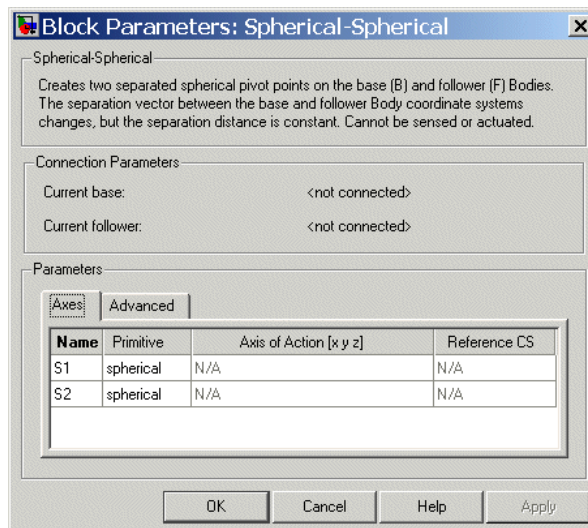 Block Parameters: Spherical-Spherical
Spherical-Spherical
Creates two separated spherical pivot points on the base (B) and follower (F) Bodies.
The separation vector between the base and follower Body coordinate systems
changes, but the separation distance is constant. Cannot be sensed or actuated.
Connection Parameters
Current base: <not connected>
Current follower: <not connected>
Parameters
Axes Advanced
Name Primitive Axis of Action [x y z] Reference CS
S1 spherical N/A N/A
S2 spherical N/A N/A
OK Cancel Help Apply